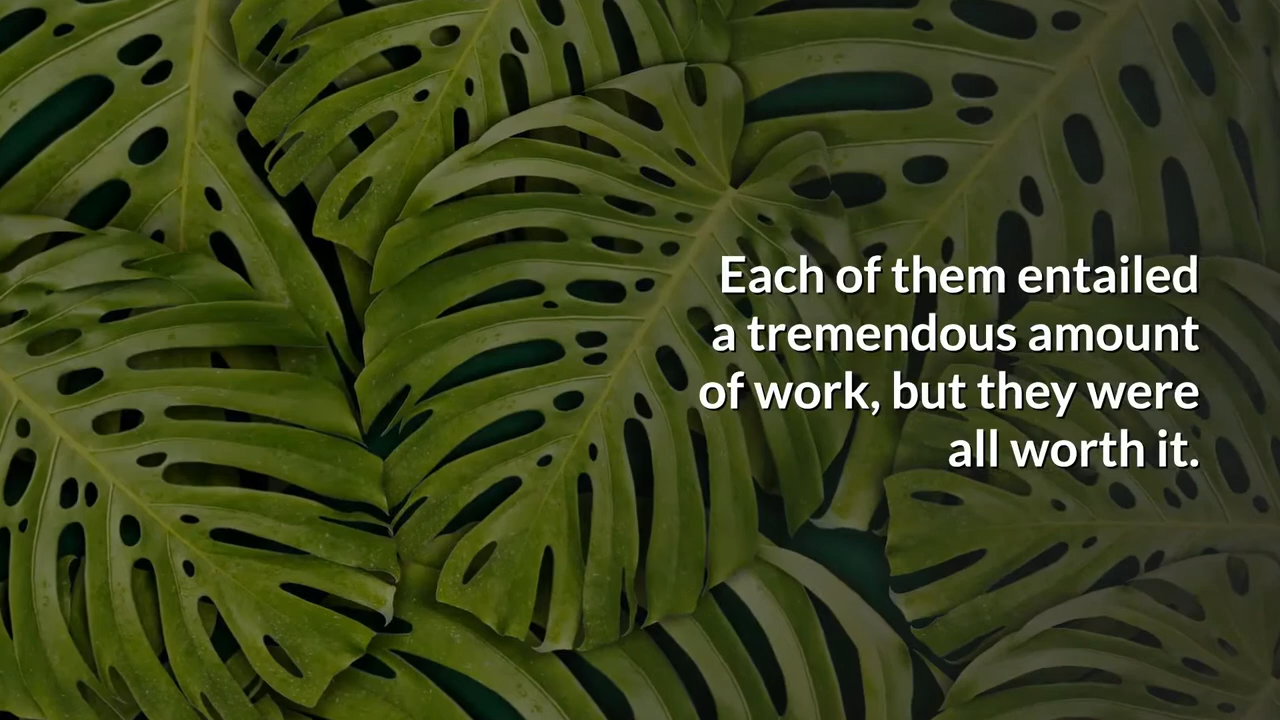 Each of them entailed
a tremendous amount
of work, but they were
all worth it.